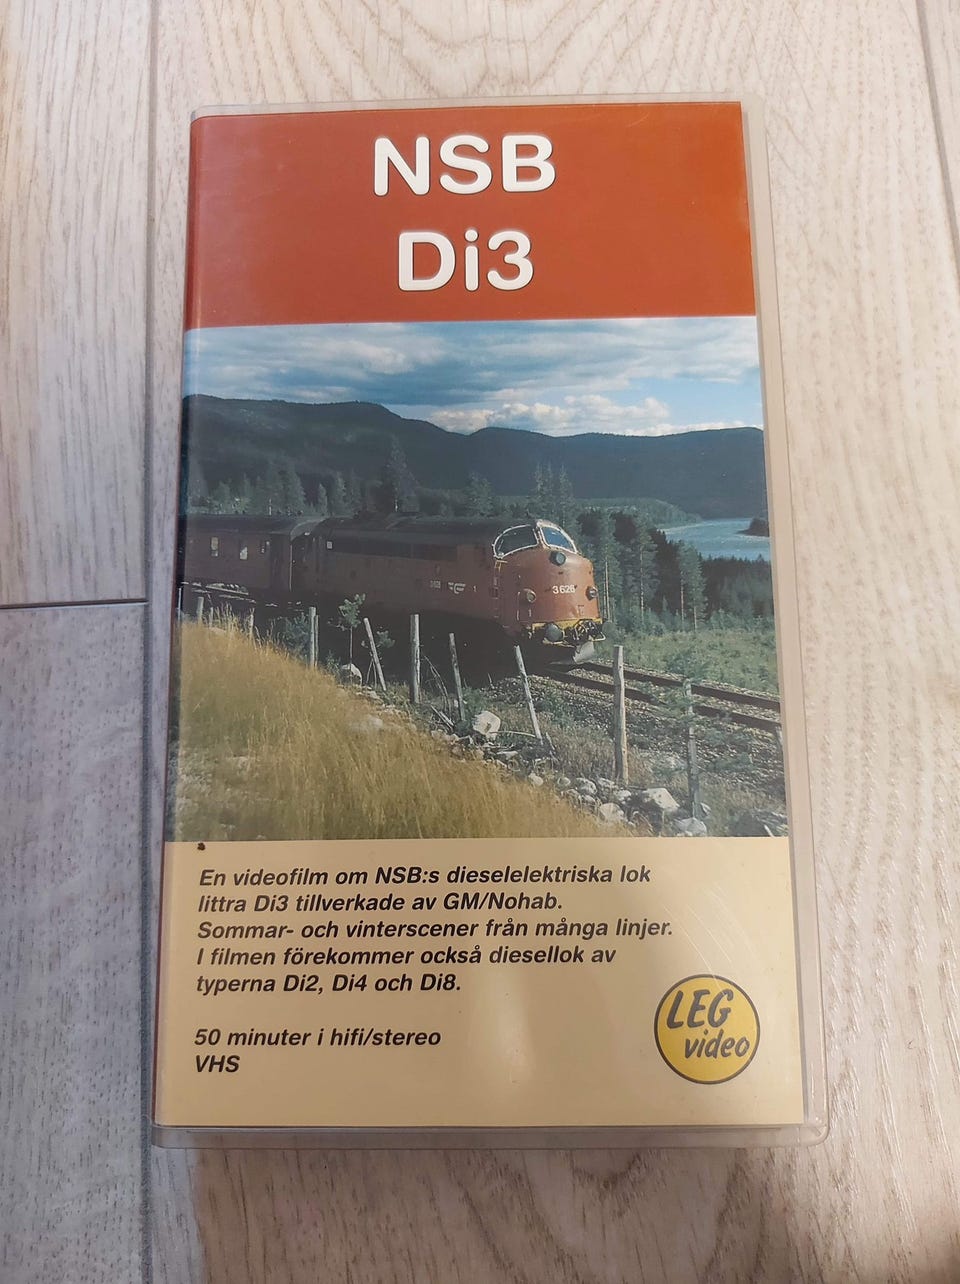 NSB
Di3
3628
3 628
En videofilm om NSB:s dieselelektriska lok
littra Di3 tillverkade av GM/Nohab.
Sommar- och vinterscener från många linjer.
I filmen förekommer också diesellok av
typerna Di2, Di4 och Di8.
50 minuter i hifi/stereo
VHS
LEG
video